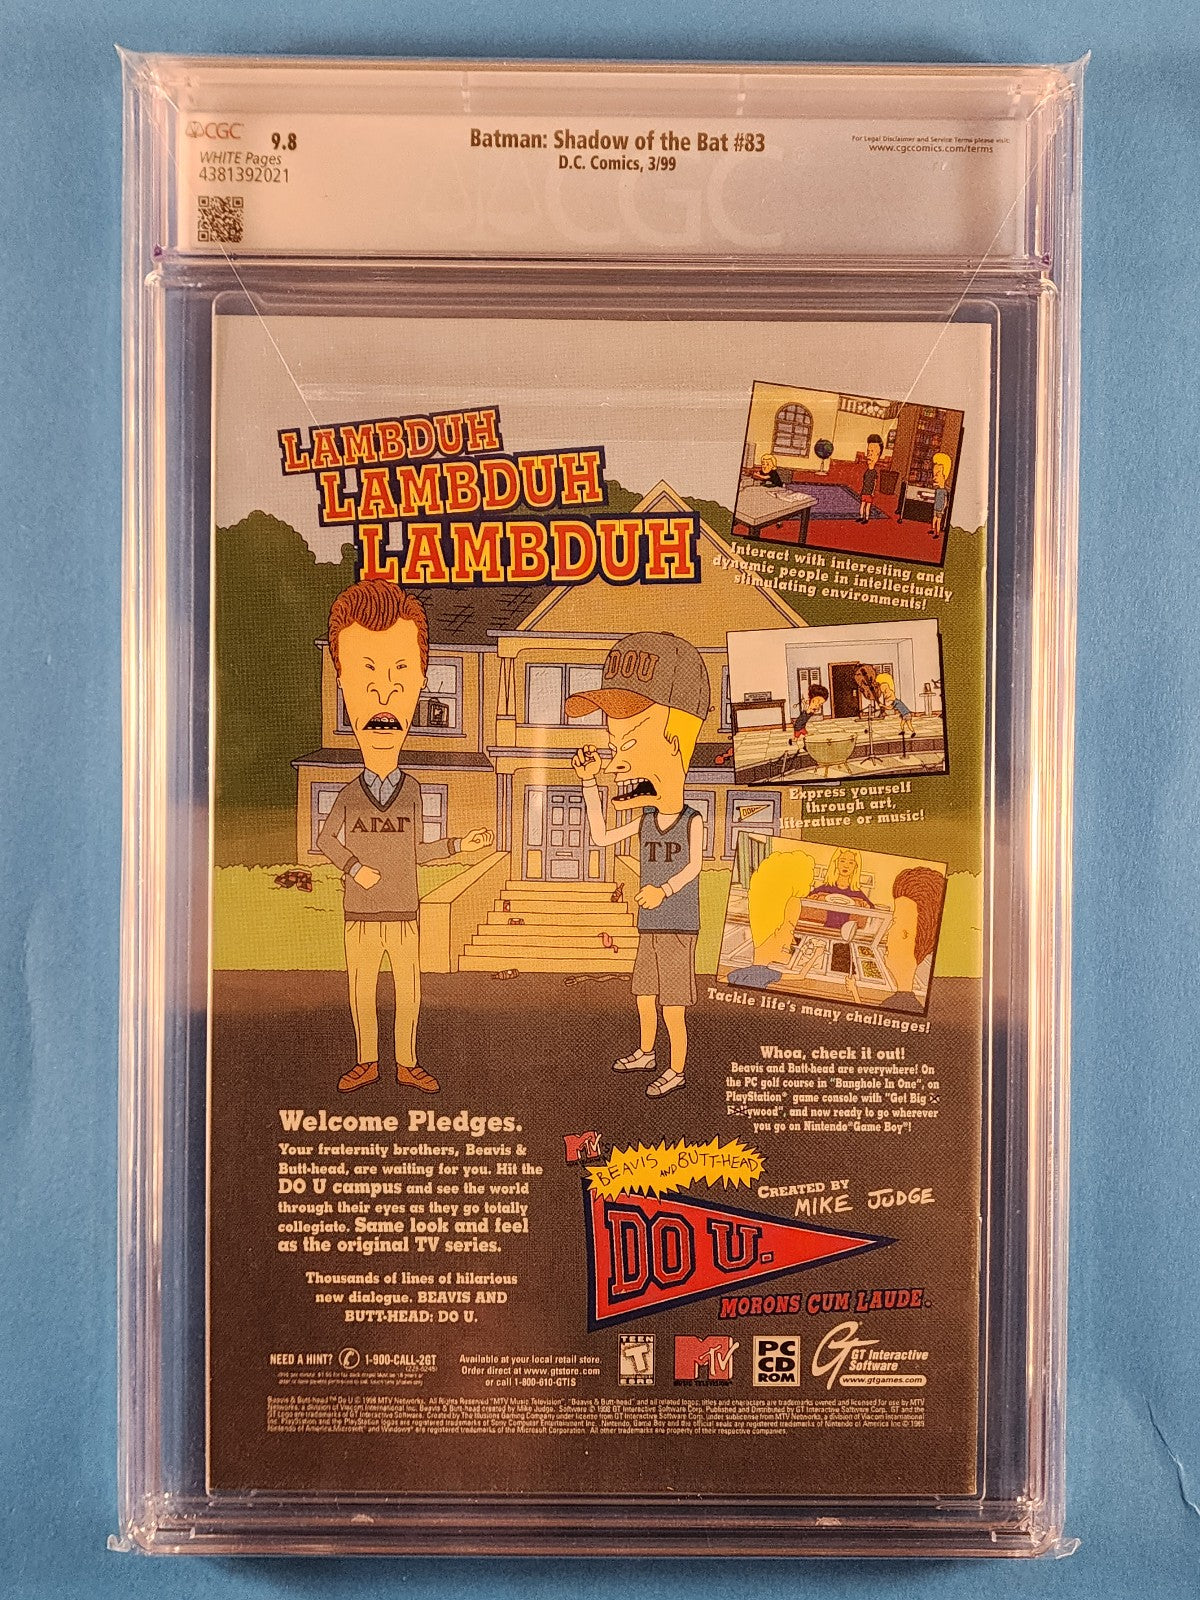 CGC 9.8
WHITE Pages
4381392021
Batman: Shadow of the Bat #83
D.C. Comics, 3/99
For Legal Disclaimer and Service Terms please visit:
www.cgccomics.com/terms
CGC
LAMBDUH
LAMBDUH
LAMBDUH
Interact with interesting and
dynamic people in intellectually
stimulating environments!
DOU
ΑΓΔΓ
TP
Express yourself
through art,
literature or music!
Tackle life's many challenges!
Whoa, check it out!
Beavis and Butt-head are everywhere! On
the PC golf course in "Bunghole In One", on
PlayStation® game console with "Get Big in
Hollywood", and now ready to go wherever
you go on Nintendo® Game Boy®!
Welcome Pledges.
Your fraternity brothers, Beavis &
Butt-head, are waiting for you. Hit the
DO U campus and see the world
through their eyes as they go totally
collegiate. Same look and feel
as the original TV series.
Thousands of lines of hilarious
new dialogue. BEAVIS AND
BUTT-HEAD: DO U.
MTV
BEAVIS AND BUTT-HEAD
CREATED BY
MIKE JUDGE
DO U.
MORONS CUM LAUDE.
NEED A HINT? 1-900-CALL-2GT
Available at your local retail store.
Order direct at www.gtstore.com
or call 1-800-610-GTIS
TEEN
T
ESRB
MTV
MUSIC TELEVISION
PC
CD
ROM
GT
GT Interactive
Software
www.gtgames.com